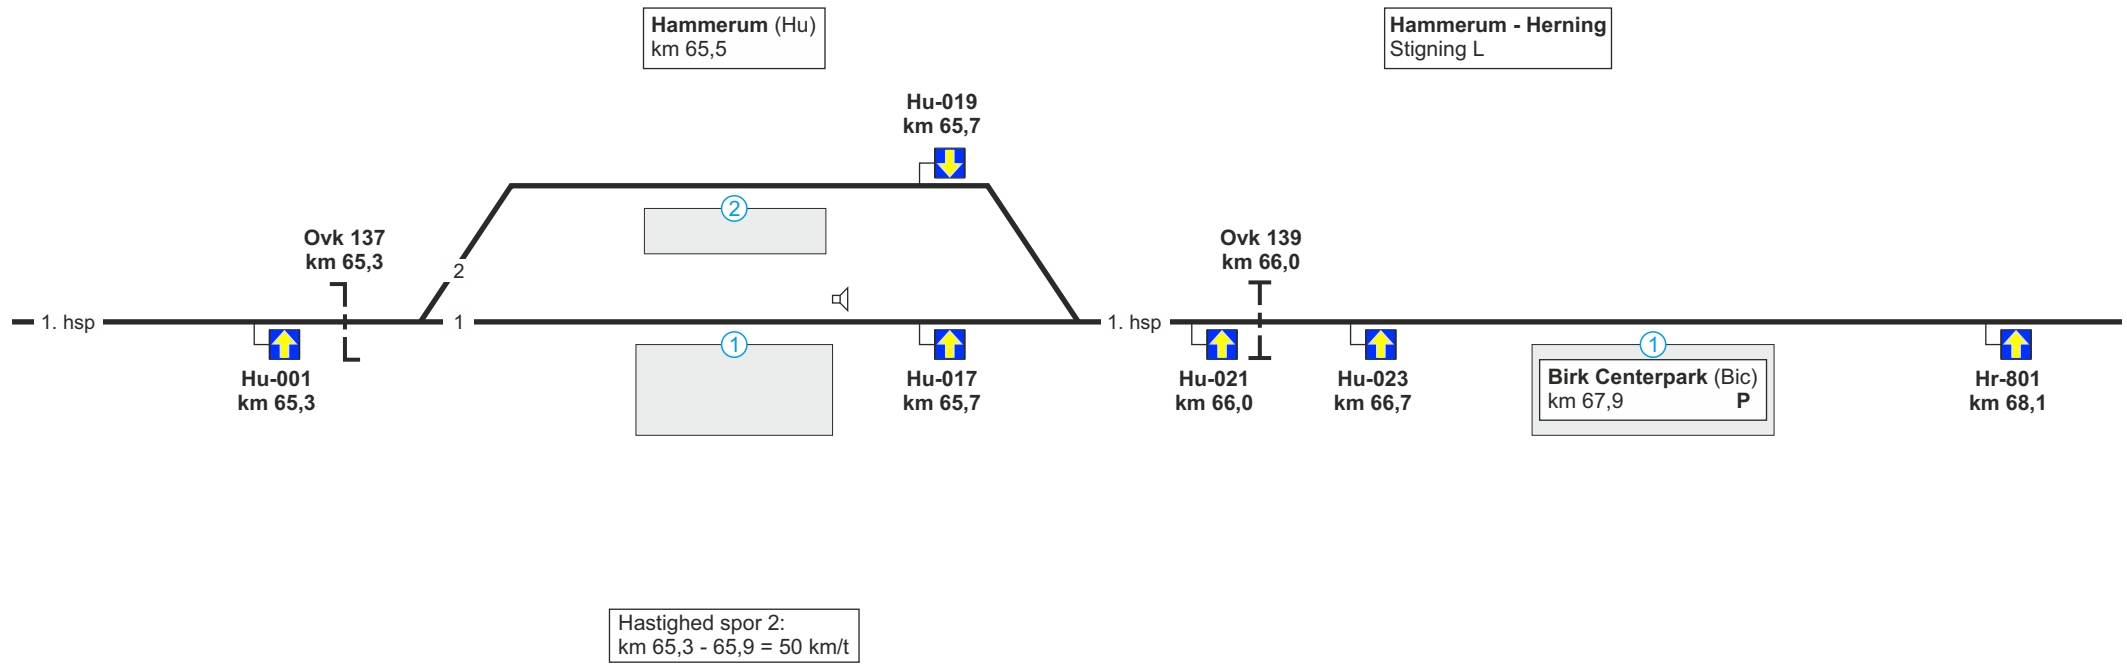 Hammerum (Hu)
km 65,5
Hammerum - Herning
Stigning L
Hu-019
km 65,7
2
Ovk 137
km 65,3
2
Ovk 139
km 66,0
1. hsp
1
1. hsp
1
1
Hu-001
km 65,3
Hu-017
km 65,7
Hu-021
km 66,0
Hu-023
km 66,7
Birk Centerpark (Bic)
km 67,9 P
Hr-801
km 68,1
Hastighed spor 2:
km 65,3 - 65,9 = 50 km/t